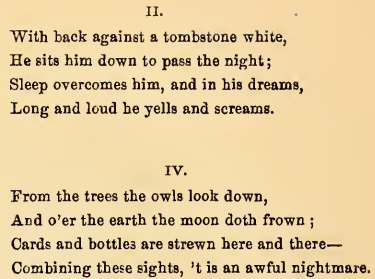 II.
With back against a tombstone white,
He sits him down to pass the night;
Sleep overcomes him, and in his dreams,
Long and loud he yells and screams.
IV.
From the trees the owls look down,
And o'er the earth the moon doth frown;
Cards and bottles are strewn here and there—
Combining these sights, 't is an awful nightmare.